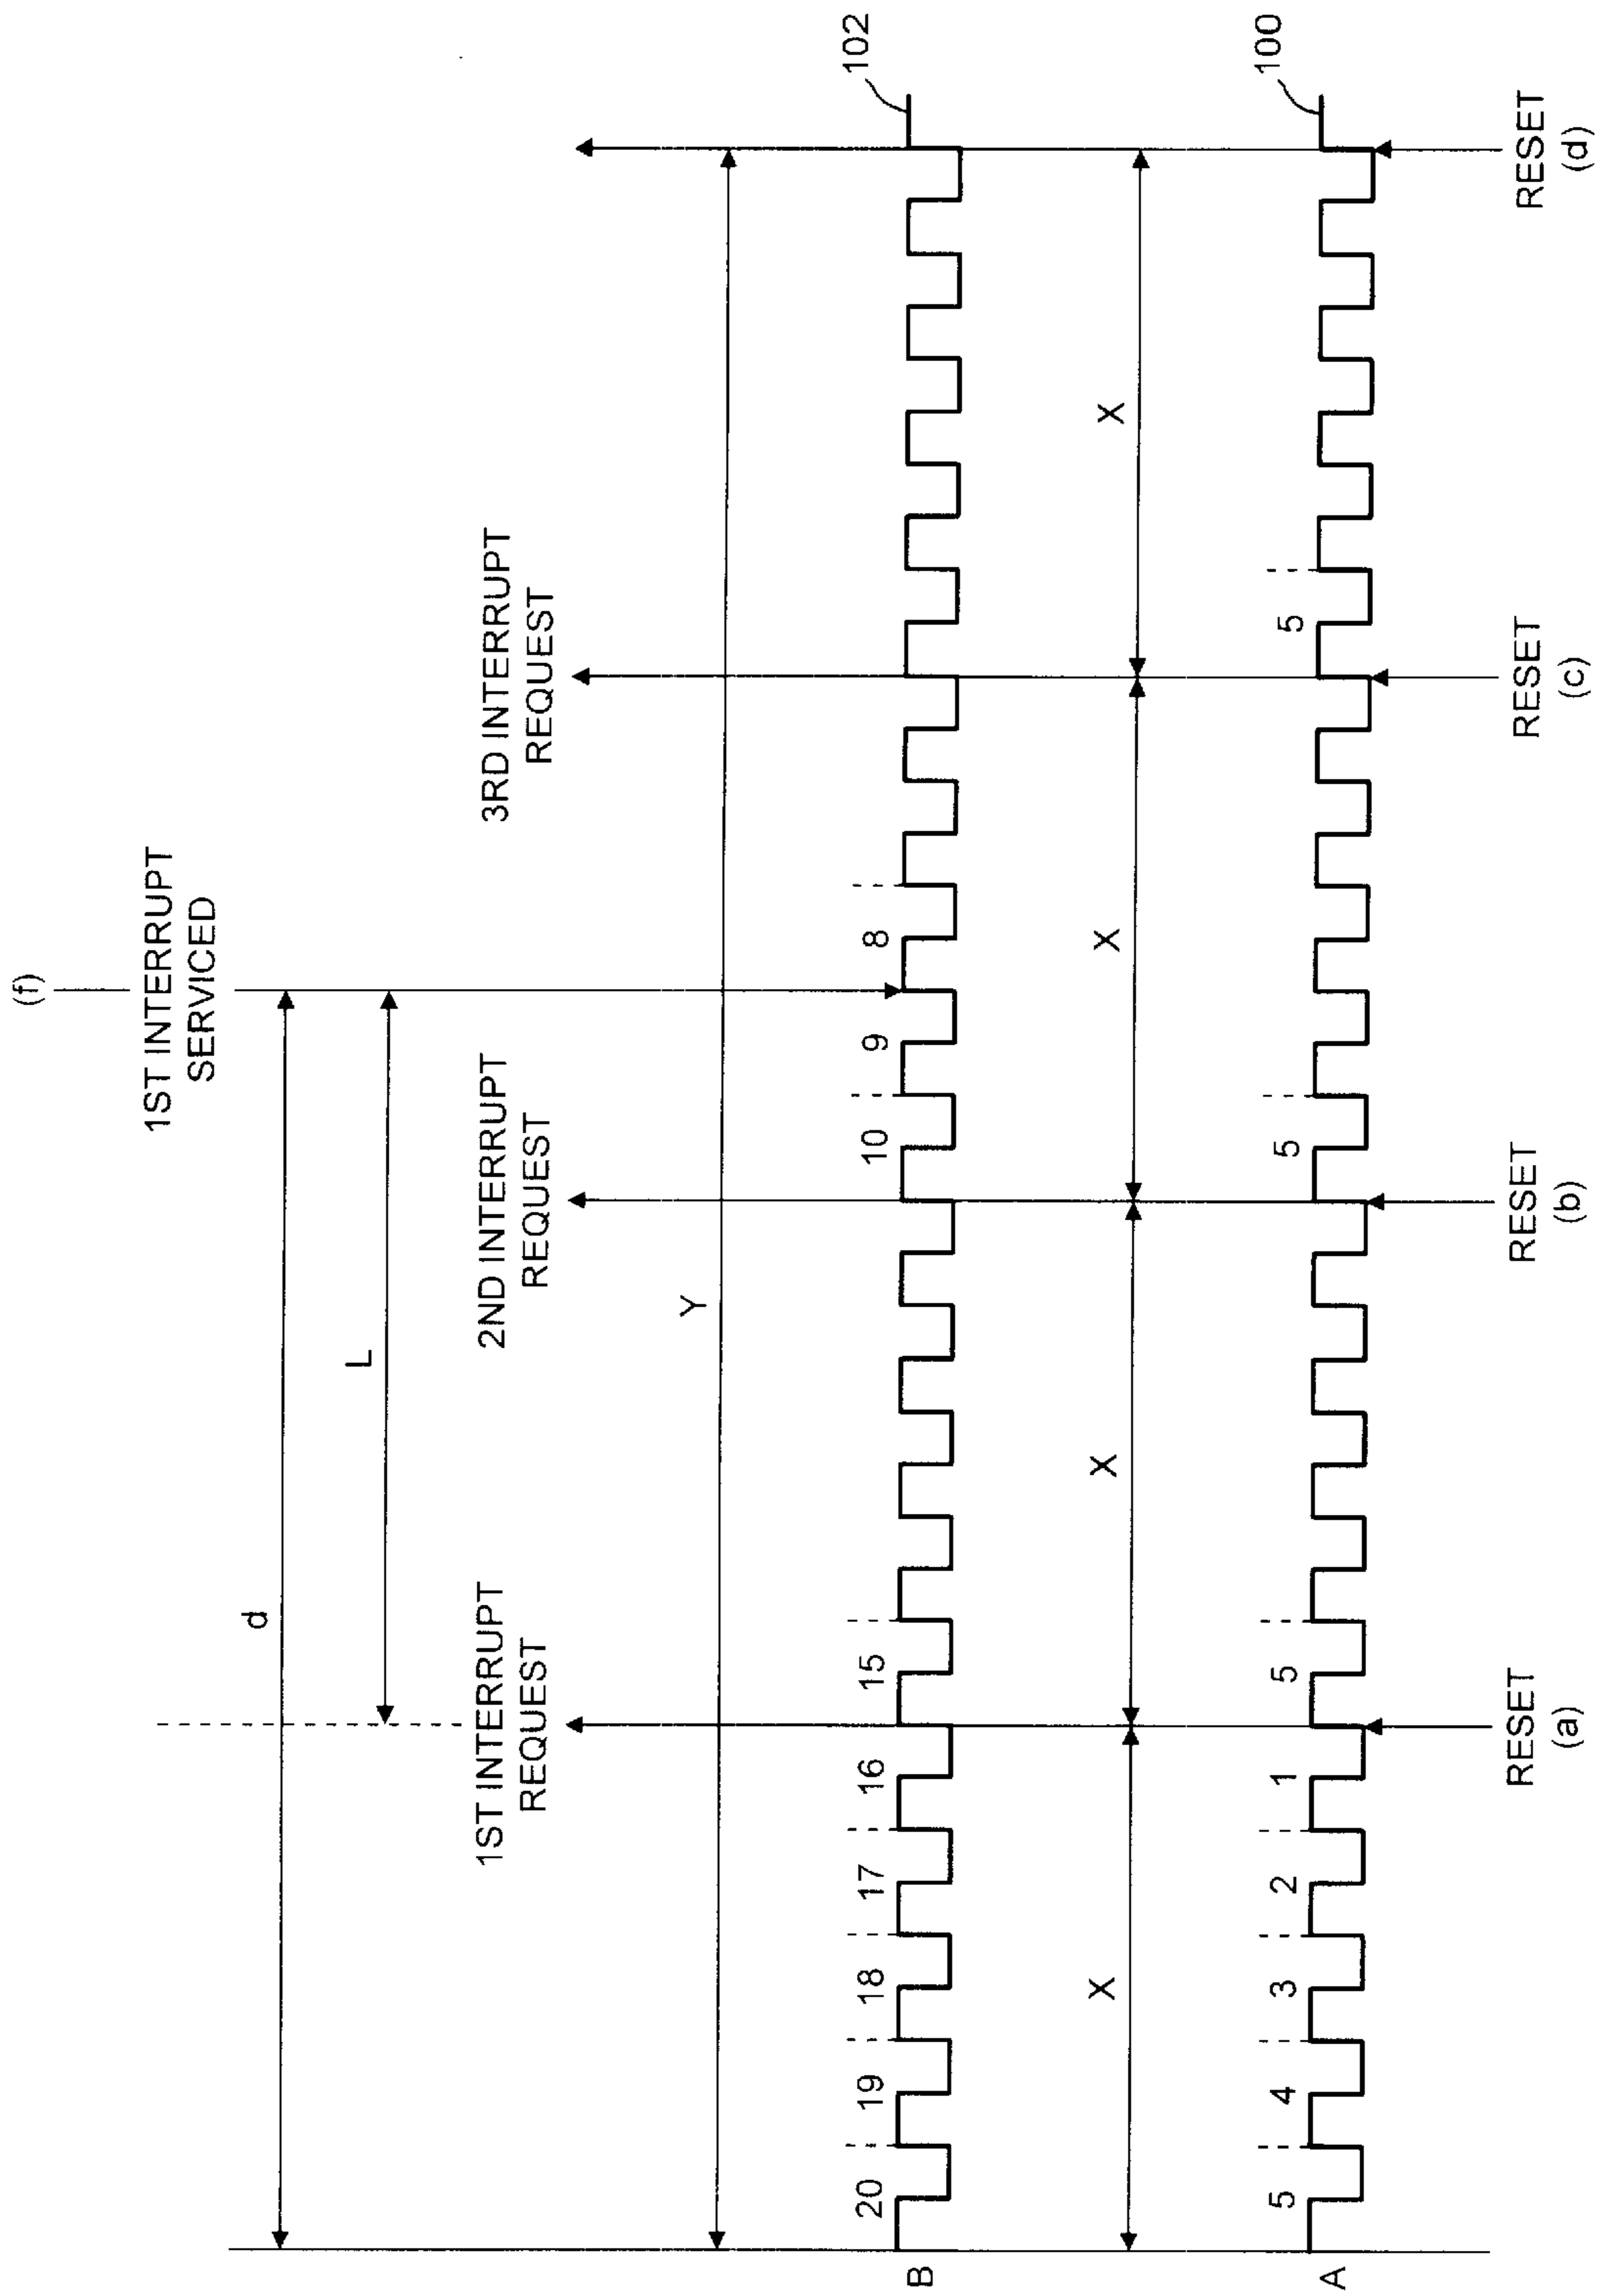 (f)
1ST INTERRUPT
SERVICED
d
L
1ST INTERRUPT
REQUEST
2ND INTERRUPT
REQUEST
3RD INTERRUPT
REQUEST
Y
B
20
19
18
17
16
15
10
9
8
102
X
X
X
X
A
5
4
3
2
1
5
5
5
100
RESET
(a)
RESET
(b)
RESET
(c)
RESET
(d)